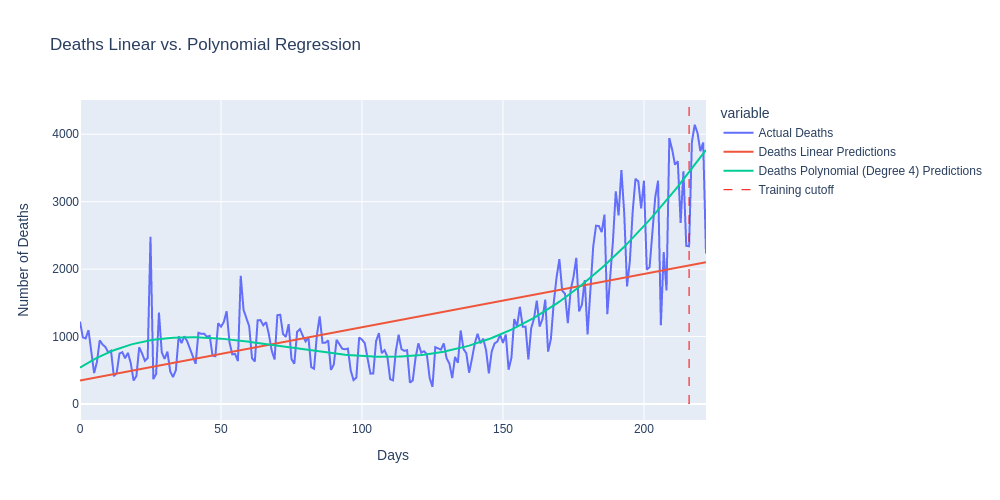 Deaths Linear vs. Polynomial Regression
variable
Actual Deaths
Deaths Linear Predictions
Deaths Polynomial (Degree 4) Predictions
Training cutoff
Number of Deaths
4000
3000
2000
1000
0
0 50 100 150 200
Days